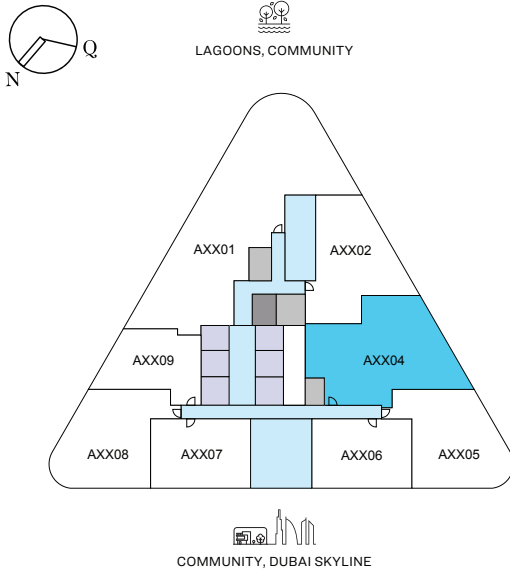 Q
N
LAGOONS, COMMUNITY
AXX01
AXX02
AXX09
AXX04
AXX08
AXX07
AXX06
AXX05
COMMUNITY, DUBAI SKYLINE